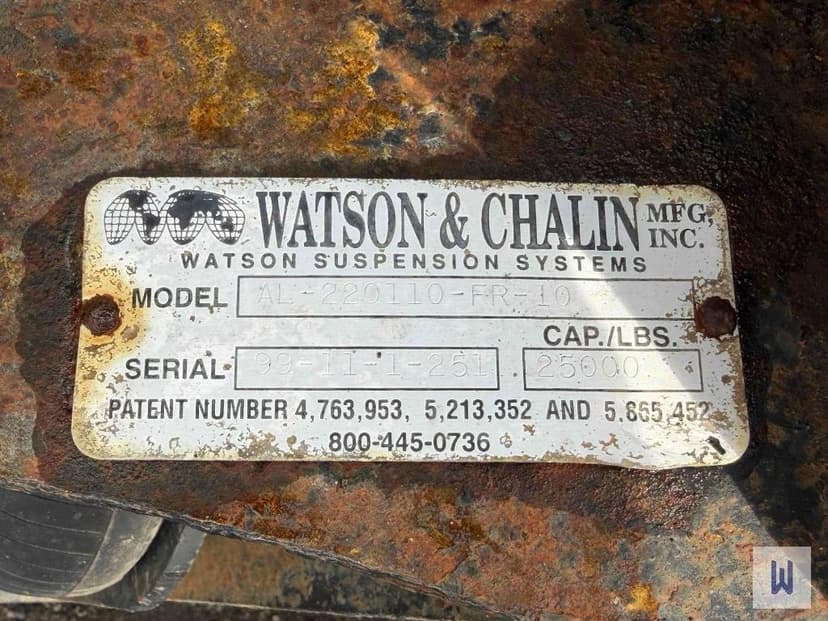 WATSON & CHALIN MFG. INC.
WATSON SUSPENSION SYSTEMS
MODEL AL-220110-FR-10
CAP./LBS.
SERIAL 99-11-1-251 25000
PATENT NUMBER 4,763,953, 5,213,352 AND 5,865,452
800-445-0736
W